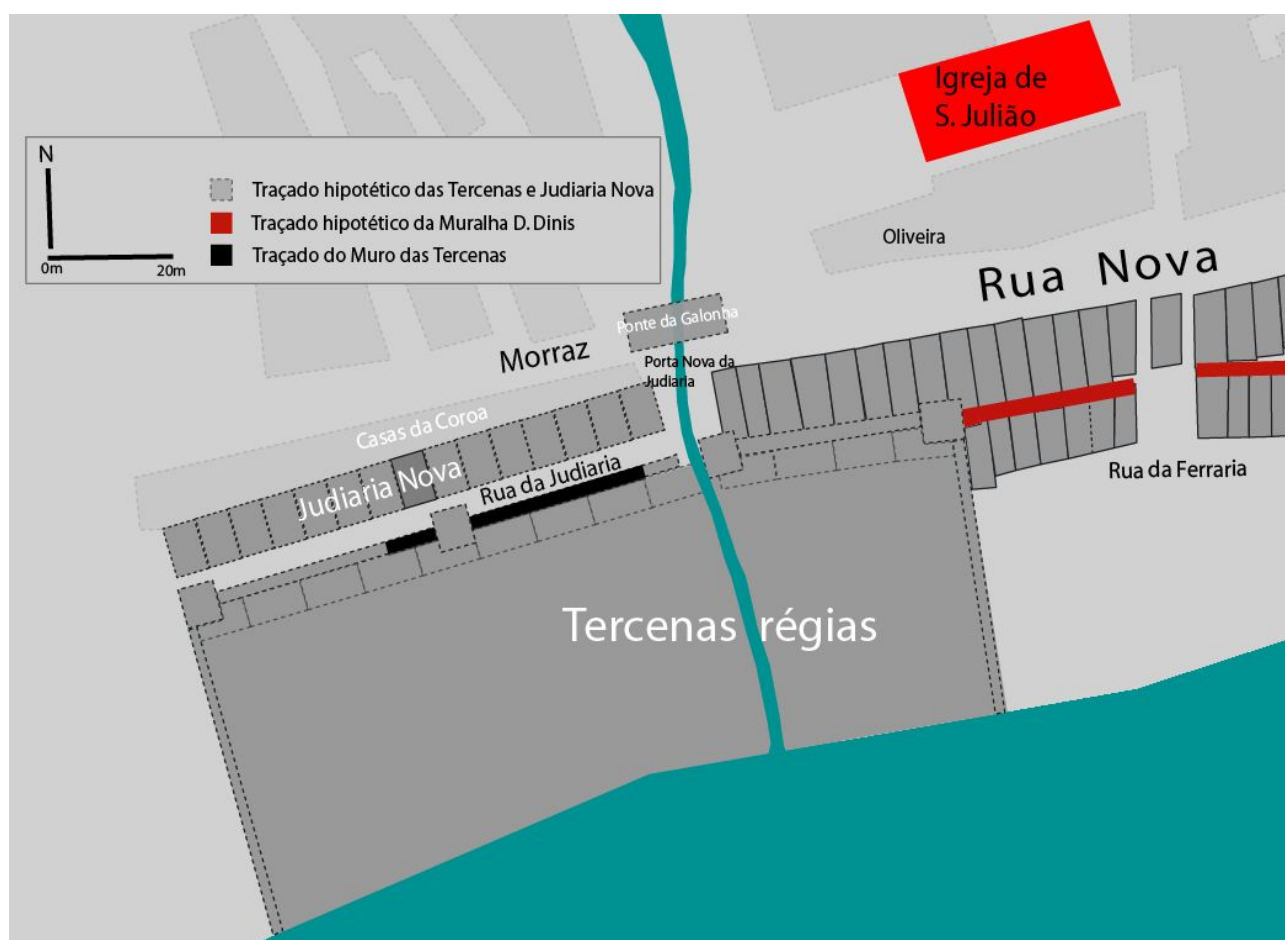 Igreja de
S. Julião
N
0m
20m
Traçado hipotético das Tercenas e Judiaria Nova
Traçado hipotético da Muralha D. Dinis
Traçado do Muro das Tercenas
Oliveira
Rua Nova
Ponte da Galonha
Morraz
Porta Nova da
Judiaria
Casas da Coroa
Judiaria Nova
Rua da Judiaria
Rua da Ferraria
Tercenas régias